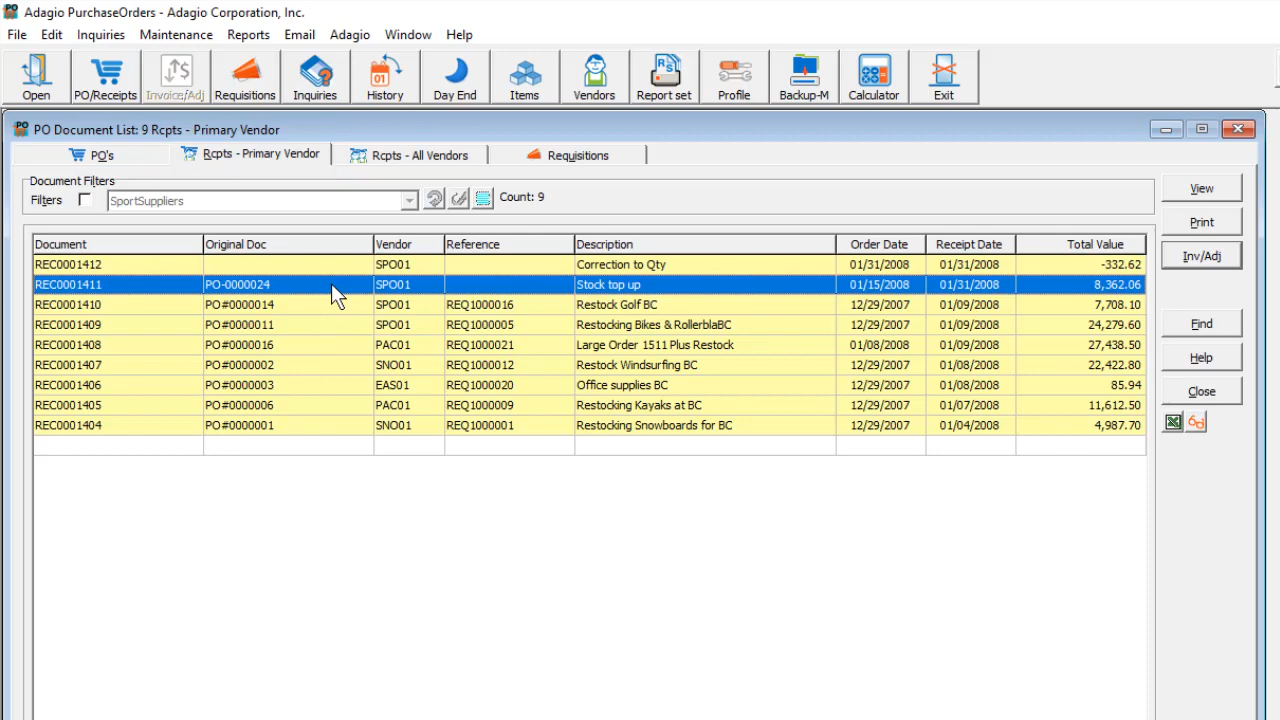 Adagio PurchaseOrders - Adagio Corporation, Inc.
File Edit Inquiries Maintenance Reports Email Adagio Window Help
Open PO/Receipts Invoice/Adj Requisitions Inquiries History Day End Items Vendors Report set Profile Backup-M Calculator Exit
PO Document List: 9 Rcpts - Primary Vendor
PO's Rcpts - Primary Vendor Rcpts - All Vendors Requisitions
Document Filters
Filters SportSuppliers Count: 9
View
Print
Inv/Adj
Find
Help
Close
Document Original Doc Vendor Reference Description Order Date Receipt Date Total Value
REC0001412 SPO01 Correction to Qty 01/31/2008 01/31/2008 -332.62
REC0001411 PO-0000024 SPO01 Stock top up 01/15/2008 01/31/2008 8,362.06
REC0001410 PO#0000014 SPO01 REQ1000016 Restock Golf BC 12/29/2007 01/09/2008 7,708.10
REC0001409 PO#0000011 SPO01 REQ1000005 Restocking Bikes & RollerblaBC 12/29/2007 01/09/2008 24,279.60
REC0001408 PO#0000016 PAC01 REQ1000021 Large Order 1511 Plus Restock 01/08/2008 01/09/2008 27,438.50
REC0001407 PO#0000002 SNO01 REQ1000012 Restock Windsurfing BC 12/29/2007 01/08/2008 22,422.80
REC0001406 PO#0000003 EAS01 REQ1000020 Office supplies BC 12/29/2007 01/08/2008 85.94
REC0001405 PO#0000006 PAC01 REQ1000009 Restocking Kayaks at BC 12/29/2007 01/07/2008 11,612.50
REC0001404 PO#0000001 SNO01 REQ1000001 Restocking Snowboards for BC 12/29/2007 01/04/2008 4,987.70